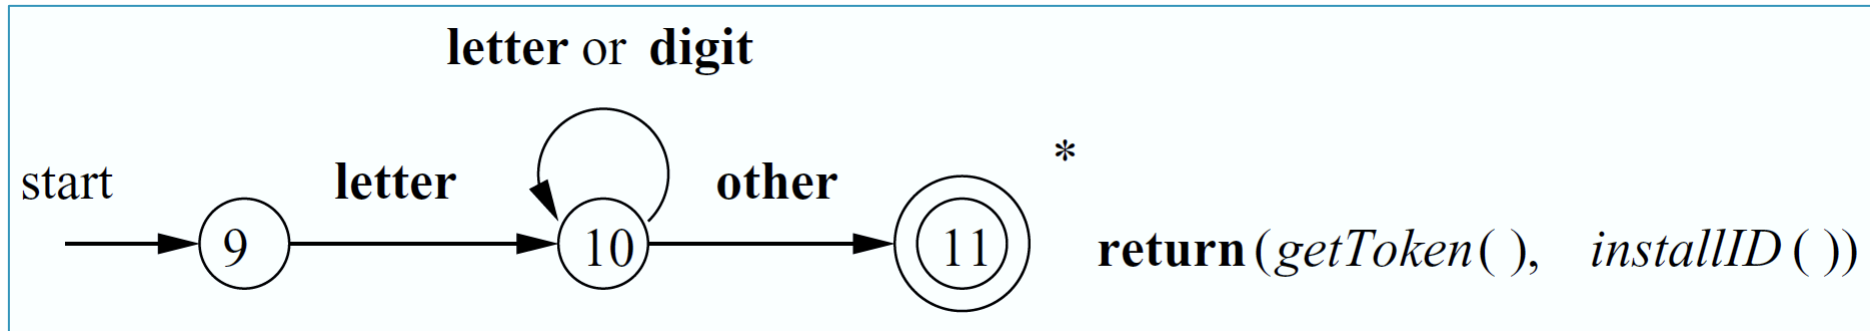 letter or digit
start letter other *
9 10 11 return(getToken( ), installID ( ))